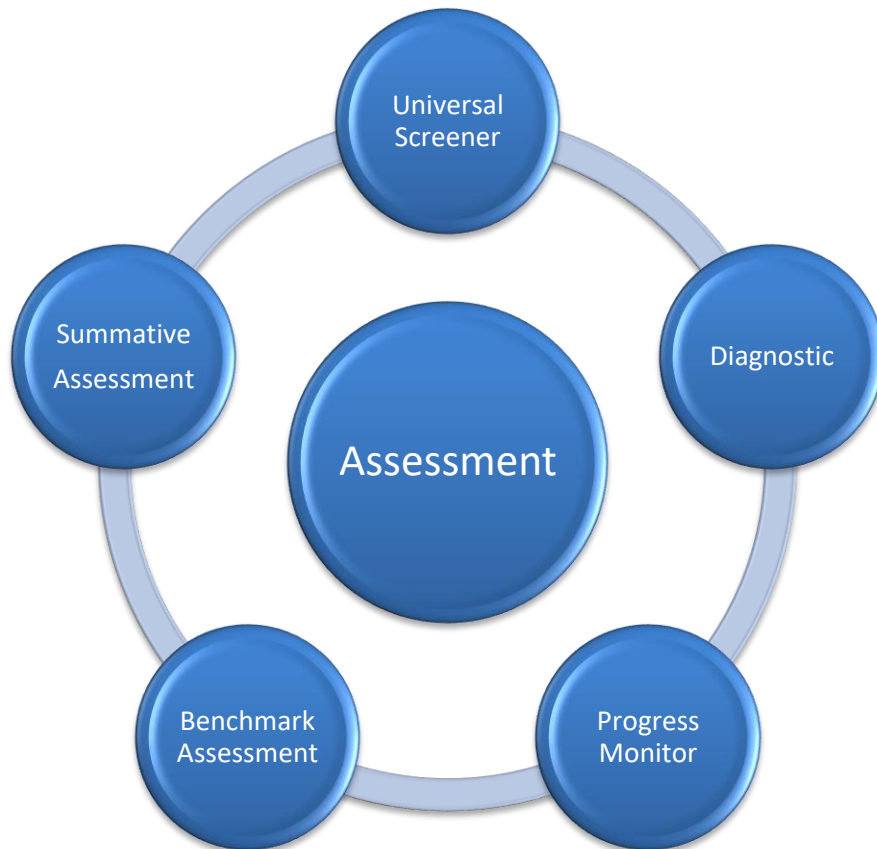 Universal
Screener
Summative
Assessment
Diagnostic
Assessment
Benchmark
Assessment
Progress
Monitor